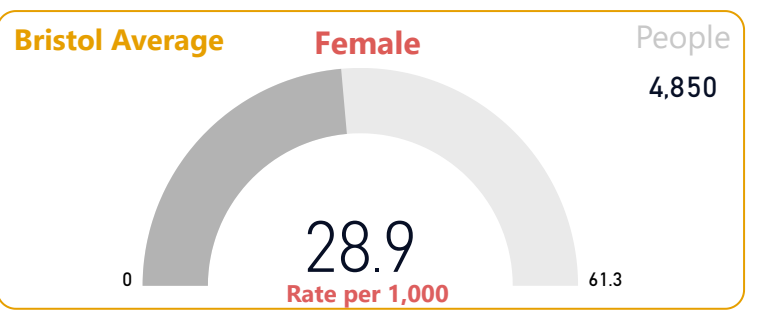 Bristol Average
Female
People
4,850
28.9
0
61.3
Rate per 1,000